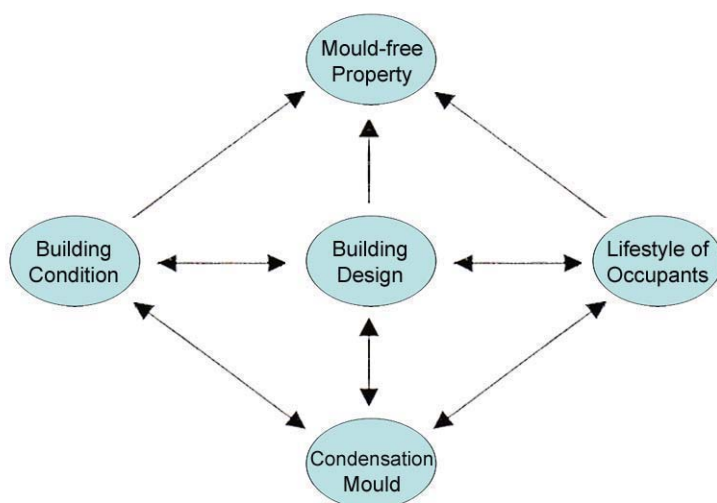 Mould-free
Property
Building
Condition
Building
Design
Lifestyle of
Occupants
Condensation
Mould